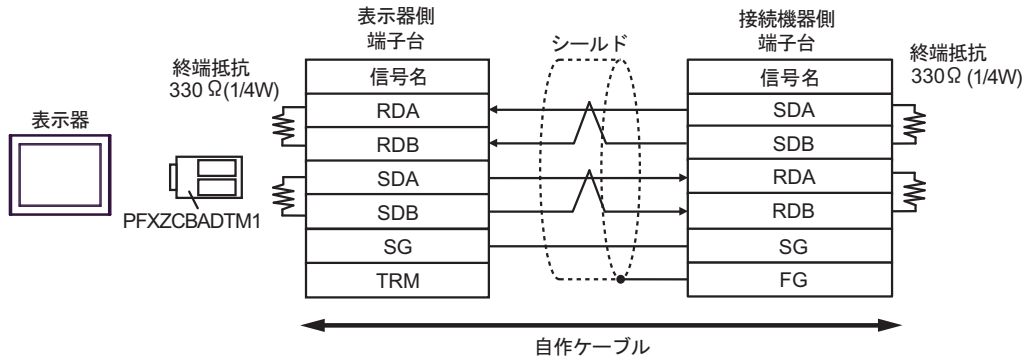 表示器側
端子台
接続機器側
端子台
シールド
終端抵抗
330 Ω(1/4W)
終端抵抗
330Ω (1/4W)
表示器
PFXZCBADTM1
信号名
信号名
RDA
SDA
RDB
SDB
SDA
RDA
SDB
RDB
SG
SG
TRM
FG
自作ケーブル